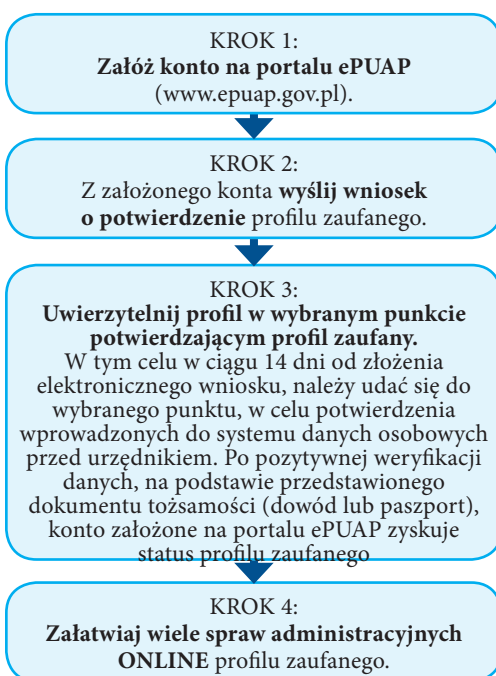 KROK 1:
Załóż konto na portalu ePUAP
(www.epuap.gov.pl).
KROK 2:
Z założonego konta wyślij wniosek
o potwierdzenie profilu zaufanego.
KROK 3:
Uwierzytelnij profil w wybranym punkcie
potwierdzającym profil zaufany.
W tym celu w ciągu 14 dni od złożenia
elektronicznego wniosku, należy udać się do
wybranego punktu, w celu potwierdzenia
wprowadzonych do systemu danych osobowych
przed urzędnikiem. Po pozytywnej weryfikacji
danych, na podstawie przedstawionego
dokumentu tożsamości (dowód lub paszport),
konto założone na portalu ePUAP zyskuje
status profilu zaufanego
KROK 4:
Załatwiaj wiele spraw administracyjnych
ONLINE profilu zaufanego.